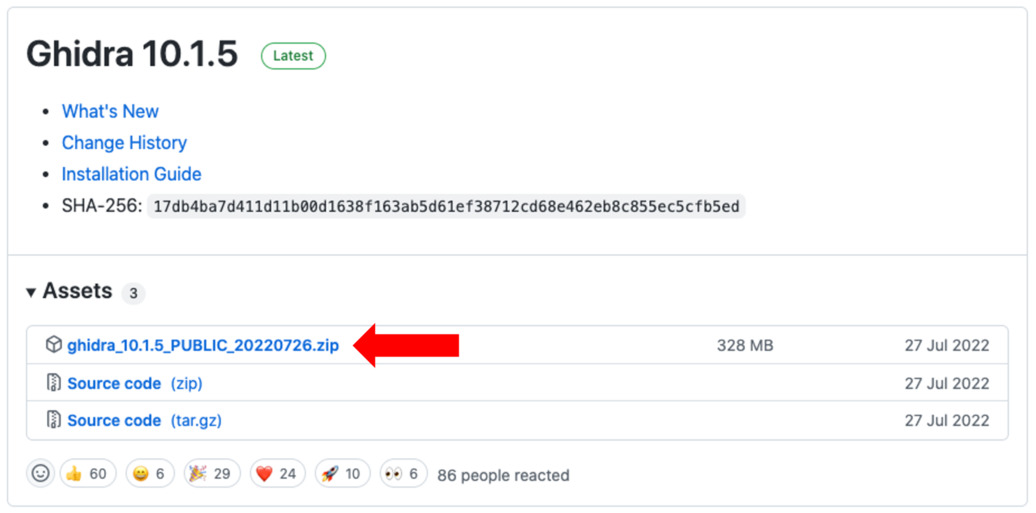 Ghidra 10.1.5 Latest
• What's New
• Change History
• Installation Guide
• SHA-256: 17db4ba7d411d11b00d1638f163ab5d61ef38712cd68e462eb8c855ec5cfb5ed
Assets 3
ghidra_10.1.5_PUBLIC_20220726.zip 328 MB 27 Jul 2022
Source code (zip) 27 Jul 2022
Source code (tar.gz) 27 Jul 2022
60 6 29 24 10 6 86 people reacted